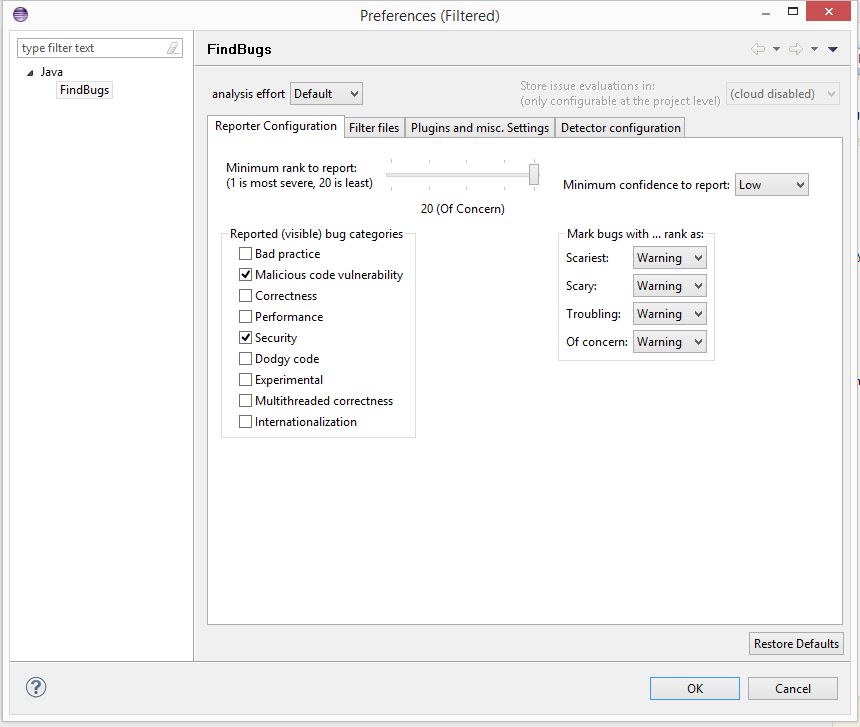 Preferences (Filtered)
type filter text
Java
FindBugs
FindBugs
analysis effort
Default
Store issue evaluations in:
(only configurable at the project level)
(cloud disabled)
Reporter Configuration
Filter files
Plugins and misc. Settings
Detector configuration
Minimum rank to report:
(1 is most severe, 20 is least)
20 (Of Concern)
Minimum confidence to report:
Low
Reported (visible) bug categories
Bad practice
Malicious code vulnerability
Correctness
Performance
Security
Dodgy code
Experimental
Multithreaded correctness
Internationalization
Mark bugs with ... rank as:
Scariest: Warning
Scary: Warning
Troubling: Warning
Of concern: Warning
Restore Defaults
?
OK
Cancel